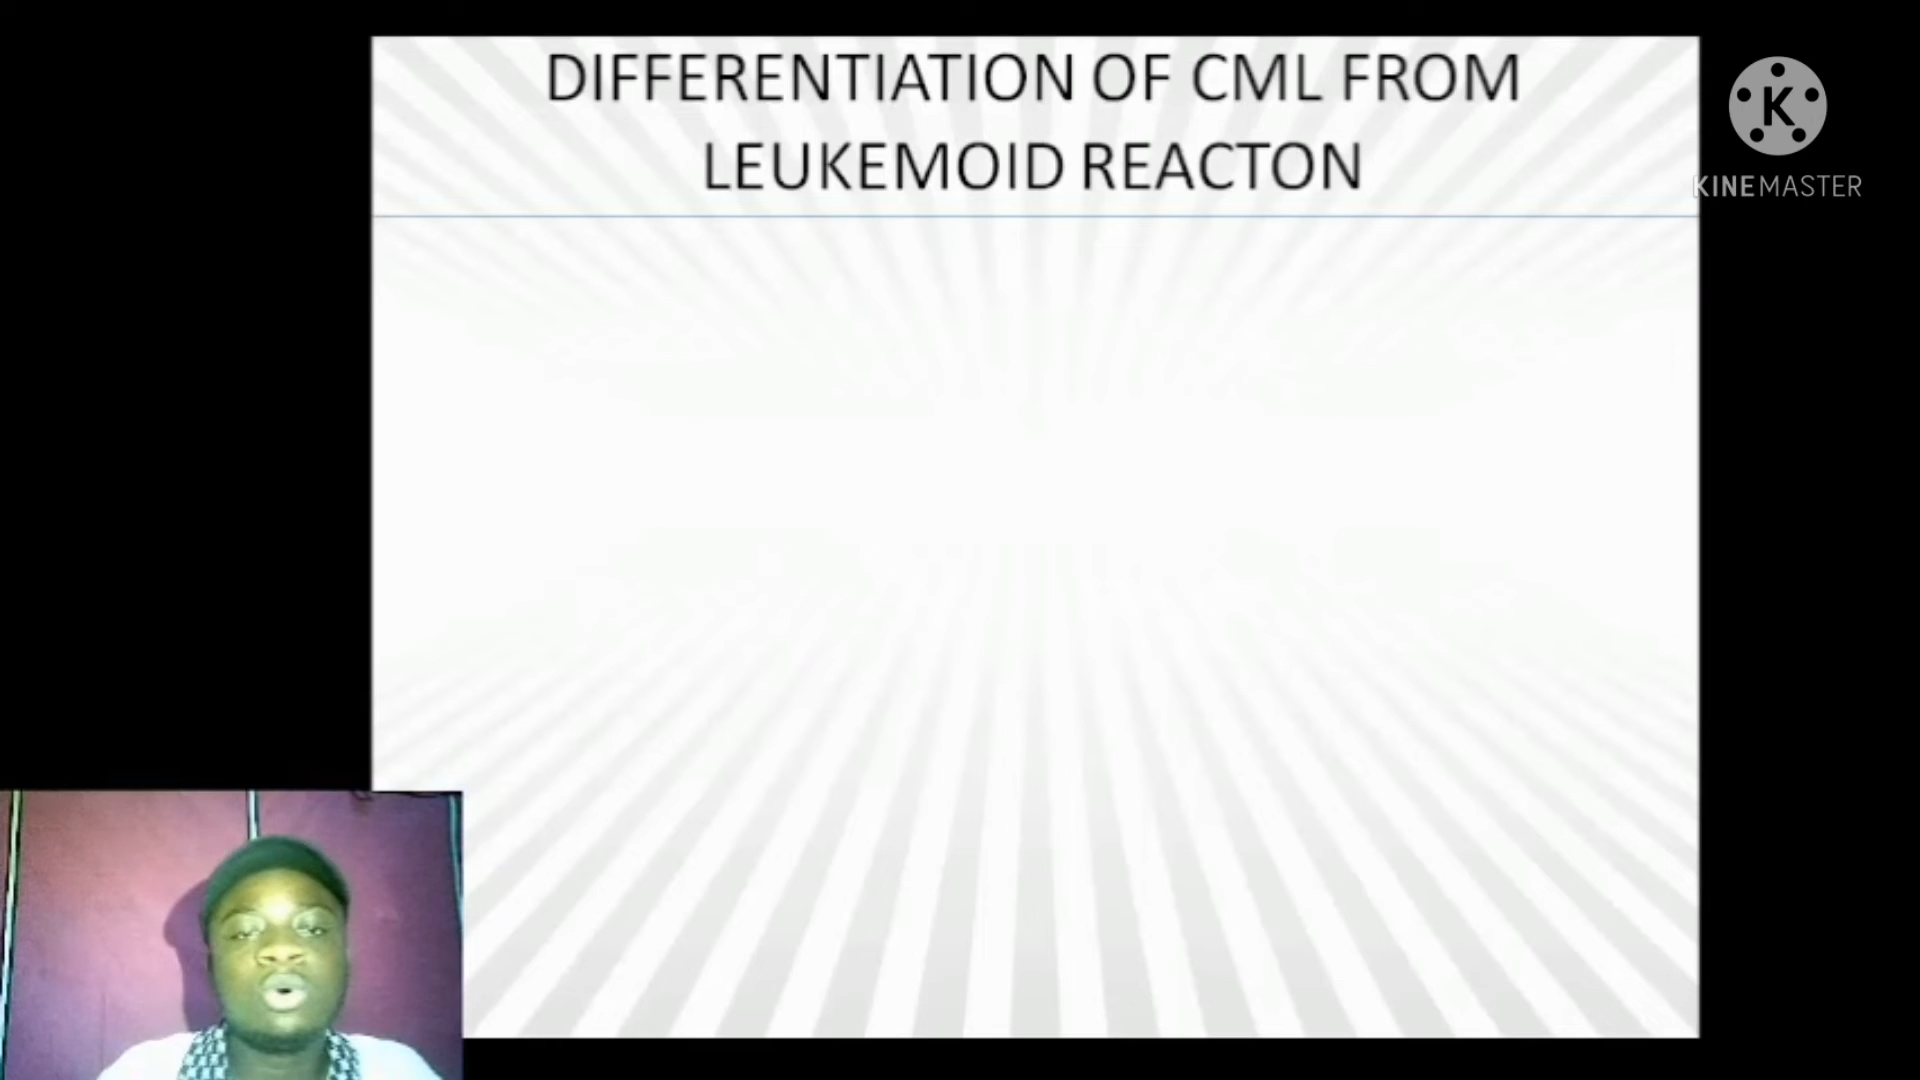 DIFFERENTIATION OF CML FROM
LEUKEMOID REACTON
K
KINEMASTER